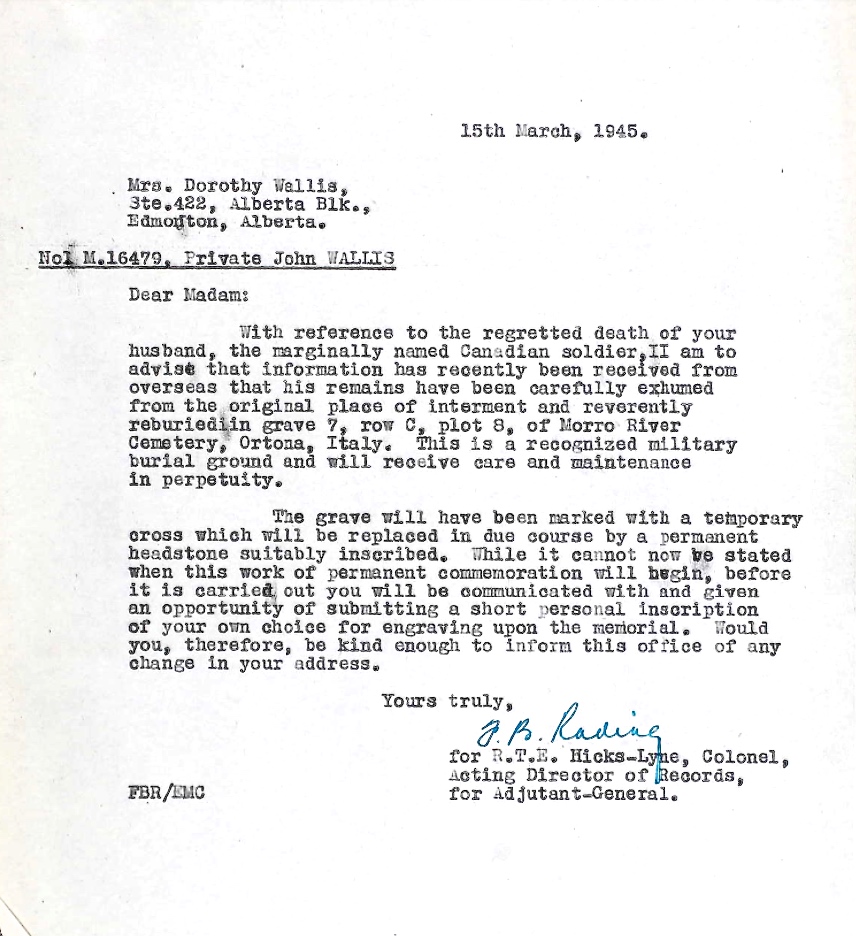 15th March, 1945.
Mrs. Dorothy Wallis,
Ste.422, Alberta Blk.,
Edmonton, Alberta.
No1 M.16479, Private John WALLIS
Dear Madam:
With reference to the regretted death of your
husband, the marginally named Canadian soldier,II am to
advise that information has recently been received from
overseas that his remains have been carefully exhumed
from the original place of interment and reverently
reburiediin grave 7, row C, plot 8, of Morro River
Cemetery, Ortona, Italy. This is a recognized military
burial ground and will receive care and maintenance
in perpetuity.
The grave will have been marked with a temporary
cross which will be replaced in due course by a permanent
headstone suitably inscribed. While it cannot now be stated
when this work of permanent commemoration will begin, before
it is carried out you will be communicated with and given
an opportunity of submitting a short personal inscription
of your own choice for engraving upon the memorial. Would
you, therefore, be kind enough to inform this office of any
change in your address.
Yours truly,
F.B. Rading
for R.T.E. Hicks-Lyne, Colonel,
Acting Director of Records,
for Adjutant-General.
FBR/EMC